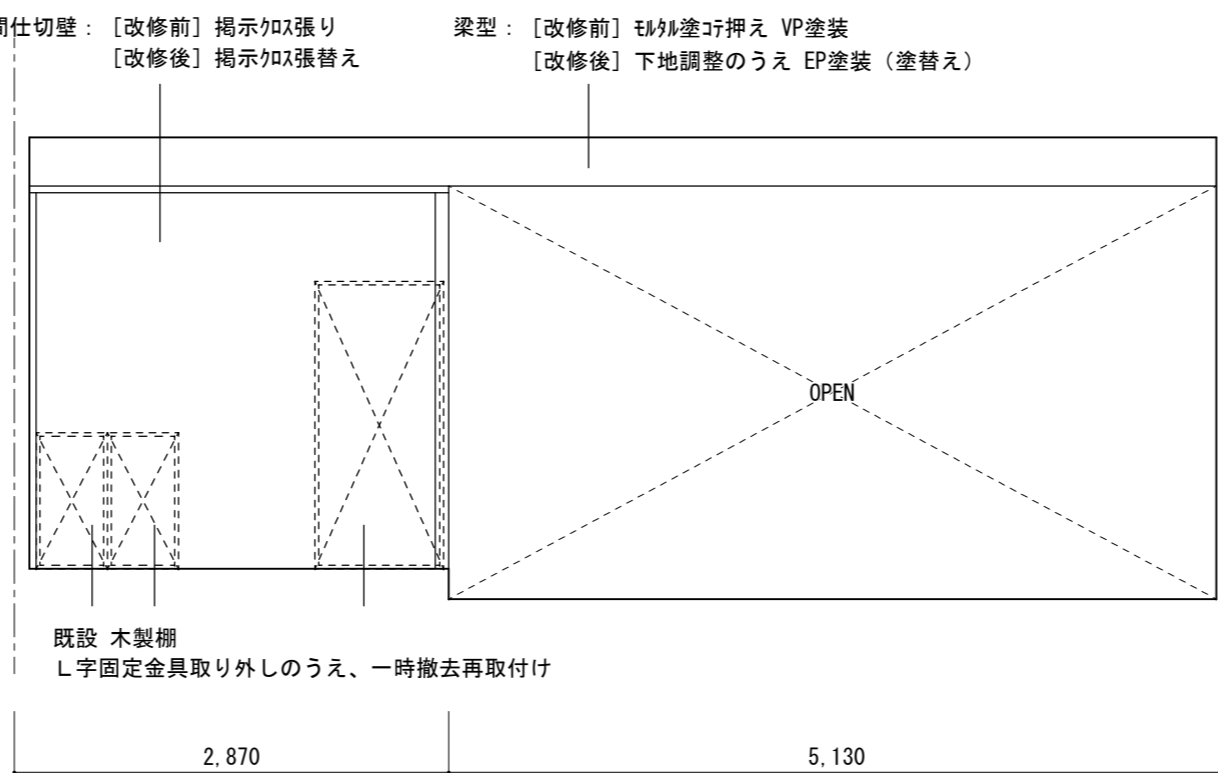 間仕切壁： ［改修前］掲示ｸﾛｽ張り
［改修後］掲示ｸﾛｽ張替え
梁型： ［改修前］ﾓﾙﾀﾙ塗ｺﾃ押え VP塗装
［改修後］下地調整のうえ EP塗装（塗替え）
OPEN
既設 木製棚
Ｌ字固定金具取り外しのうえ、一時撤去再取付け
2,870
5,130